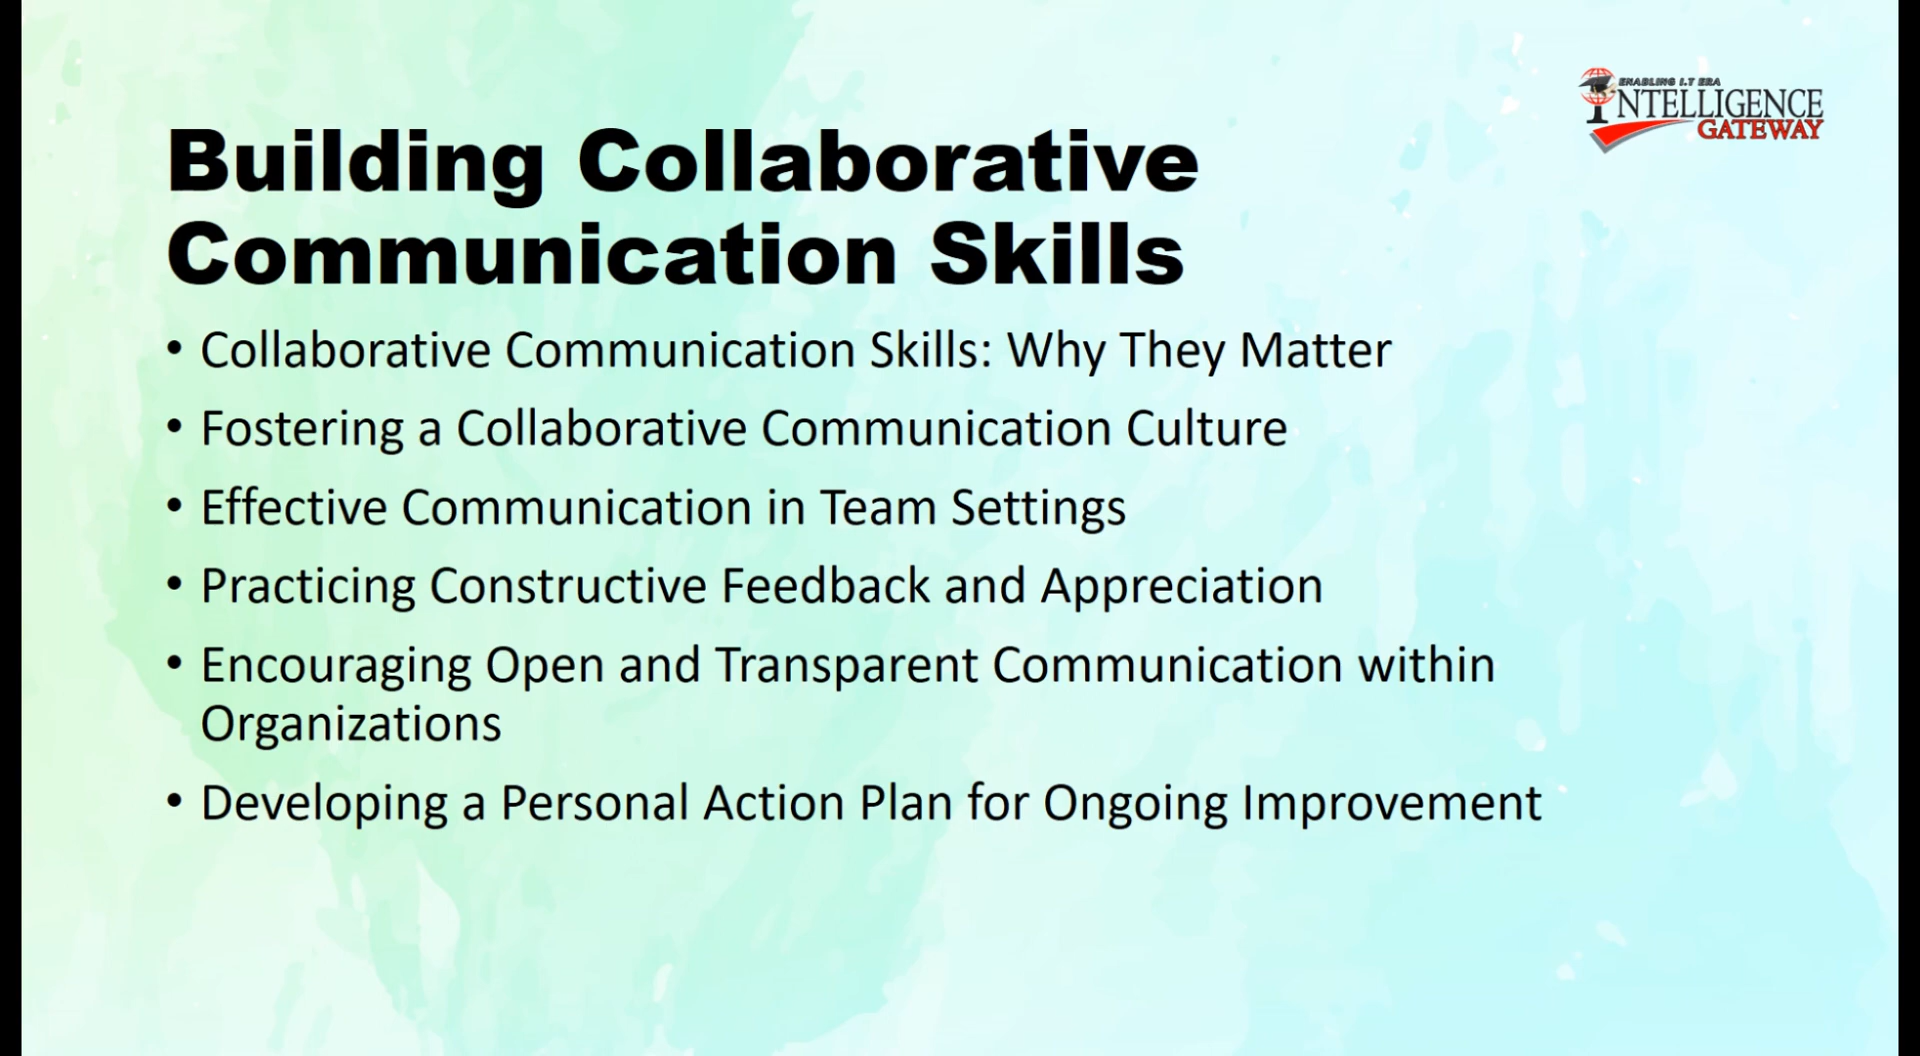 ENABLING I.T ERA
INTELLIGENCE
GATEWAY
Building Collaborative
Communication Skills
• Collaborative Communication Skills: Why They Matter
• Fostering a Collaborative Communication Culture
• Effective Communication in Team Settings
• Practicing Constructive Feedback and Appreciation
• Encouraging Open and Transparent Communication within
Organizations
• Developing a Personal Action Plan for Ongoing Improvement